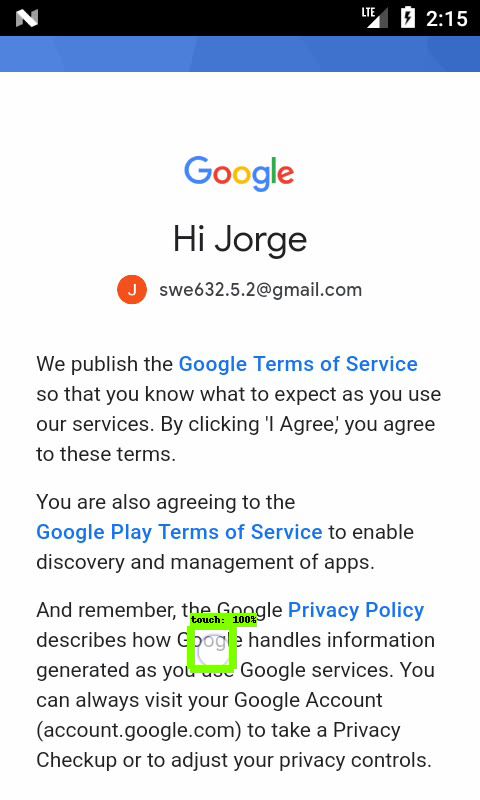 LTE 2:15
Google
Hi Jorge
J swe632.5.2@gmail.com
We publish the Google Terms of Service
so that you know what to expect as you use
our services. By clicking 'I Agree,' you agree
to these terms.
You are also agreeing to the
Google Play Terms of Service to enable
discovery and management of apps.
And remember, the Google Privacy Policy
touch: 100%
describes how Google handles information
generated as you use Google services. You
can always visit your Google Account
(account.google.com) to take a Privacy
Checkup or to adjust your privacy controls.